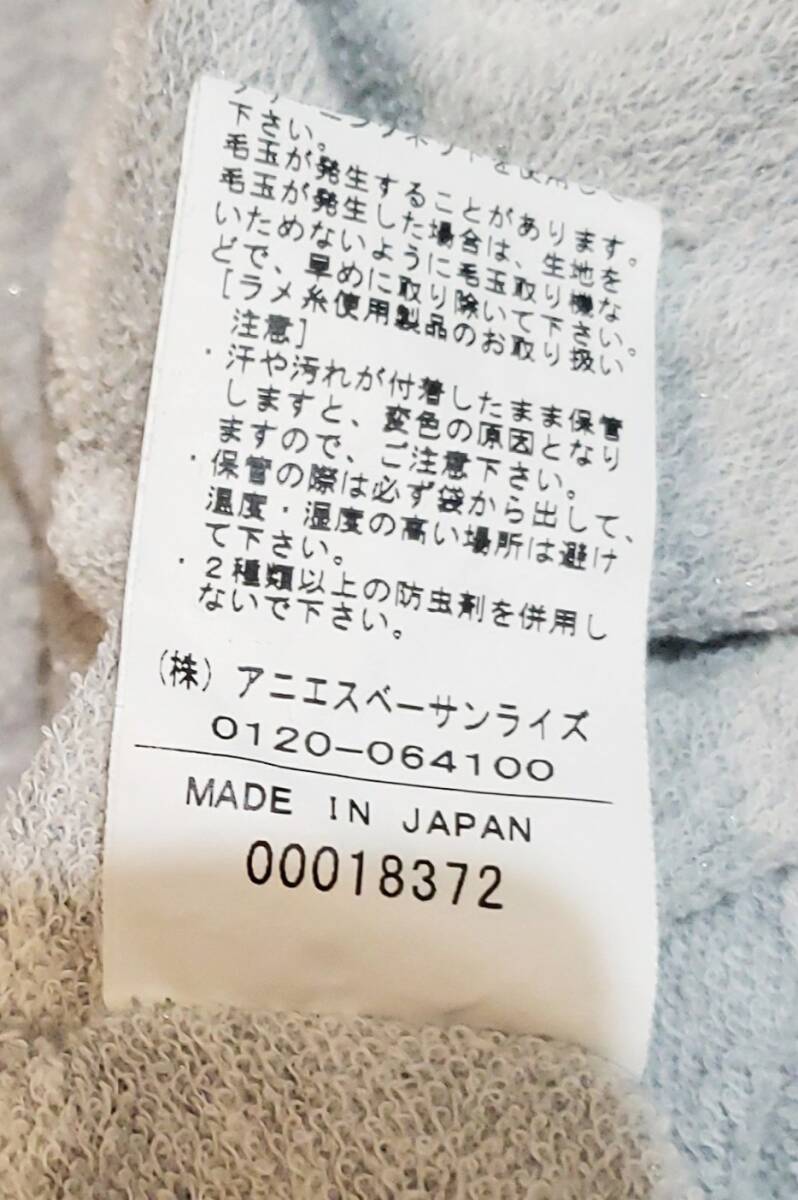 下さい。
毛玉が発生することがあります。
毛玉が発生した場合は、生地を
いためないように毛玉取り機な
どで、早めに取り除いて下さい。
[ラメ糸使用製品のお取り扱い
注意]
・汗や汚れが付着したまま保管
しますと、変色の原因となり
ますので、ご注意下さい。
・保管の際は必ず袋から出して、
温度・湿度の高い場所は避け
て下さい。
・2種類以上の防虫剤を併用し
ないで下さい。
(株)アニエスベーサンライズ
0120-064100
MADE IN JAPAN
00018372